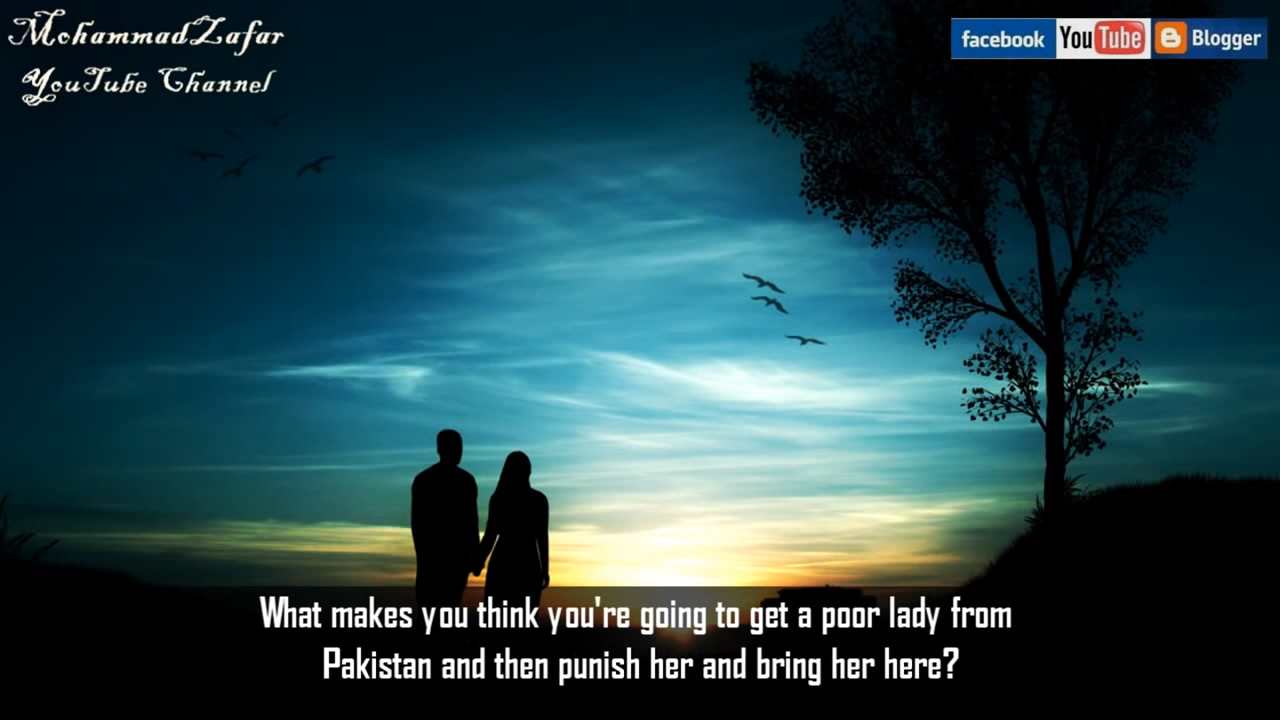 MohammadZafar
YouTube Channel
facebook YouTube Blogger
What makes you think you're going to get a poor lady from
Pakistan and then punish her and bring her here?